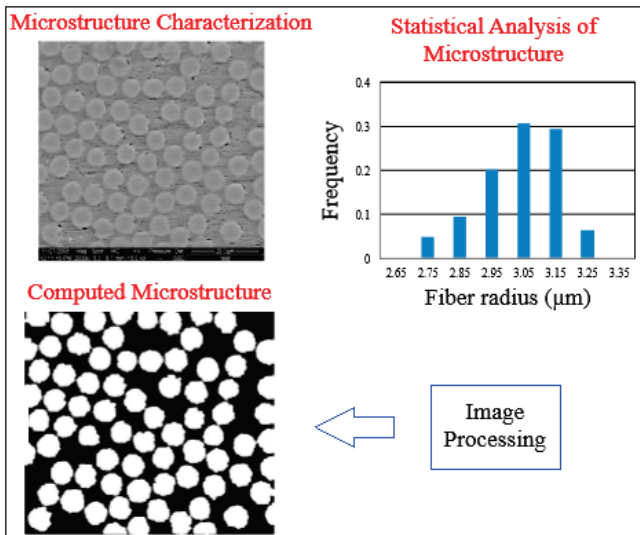 Microstructure Characterization
Statistical Analysis of
Microstructure
0.4
0.3
0.2
0.1
0
Frequency
2.65 2.75 2.85 2.95 3.05 3.15 3.25 3.35
Fiber radius (μm)
Computed Microstructure
Image
Processing